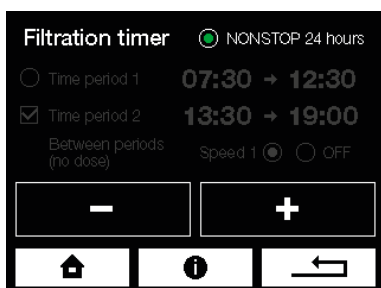 Filtration timer NONSTOP 24 hours
Time period 1 07:30 → 12:30
Time period 2 13:30 → 19:00
Between periods
(no dose) Speed 1 OFF
− +
i